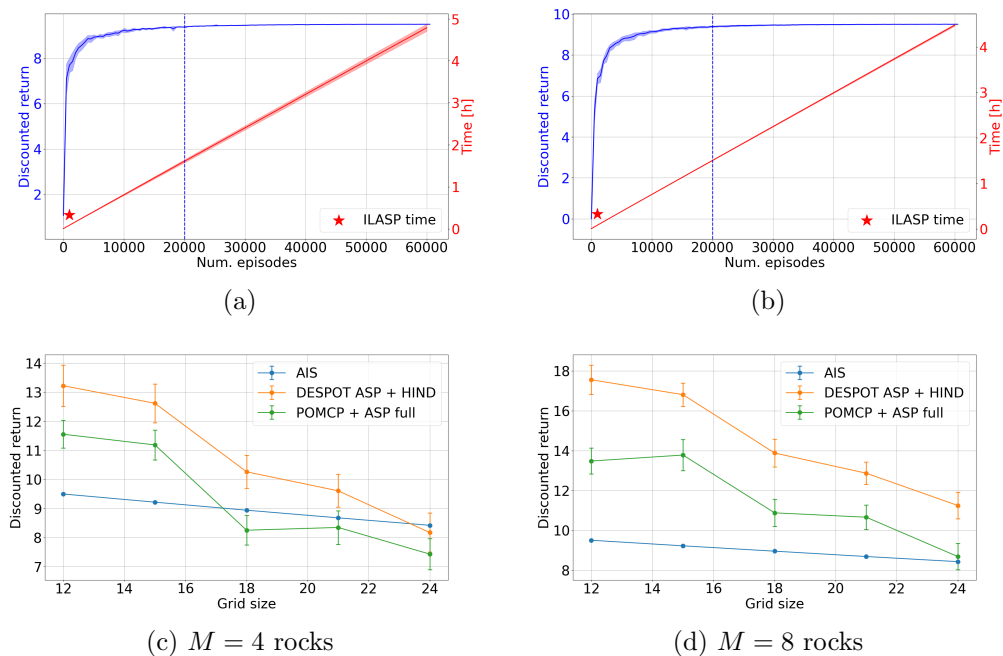 Discounted return
8
6
4
2
Time [h]
5
4
3
2
1
0
0 10000 20000 30000 40000 50000 60000
Num. episodes
ILASP time
(a)
Discounted return
10
8
6
4
2
0
Time [h]
4
3
2
1
0
0 10000 20000 30000 40000 50000 60000
Num. episodes
ILASP time
(b)
Discounted return
14
13
12
11
10
9
8
7
AIS
DESPOT ASP + HIND
POMCP + ASP full
12 14 16 18 20 22 24
Grid size
(c) M = 4 rocks
Discounted return
18
16
14
12
10
8
AIS
DESPOT ASP + HIND
POMCP + ASP full
12 14 16 18 20 22 24
Grid size
(d) M = 8 rocks